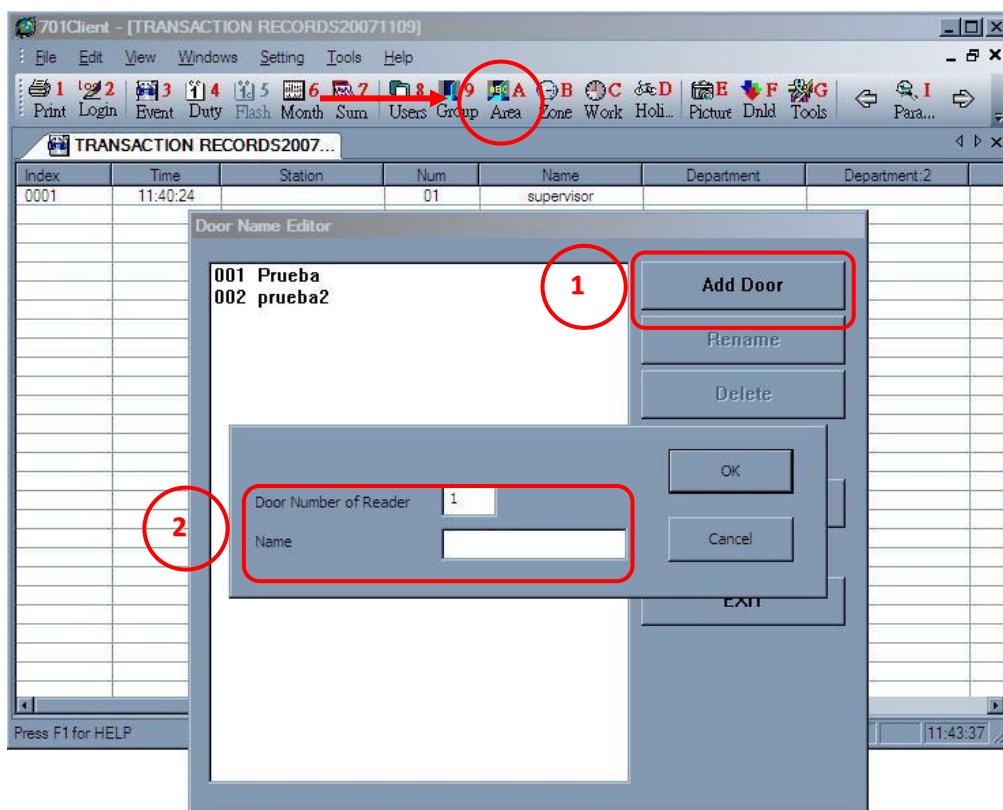 701Client - [TRANSACTION RECORDS20071109]
File Edit View Windows Setting Tools Help
1 2 3 4 5 6 7 8 9 A B C D E F G I
Print Login Event Duty Flash Month Sum Users Group Area Zone Work Holi... Picture Dnld Tools Para...
TRANSACTION RECORDS2007...
Index Time Station Num Name Department Department:2
0001 11:40:24 01 supervisor
Door Name Editor
001 Prueba
002 prueba2
1
Add Door
Rename
Delete
OK
2
Door Number of Reader 1
Name
Cancel
EXIT
Press F1 for HELP 11:43:37